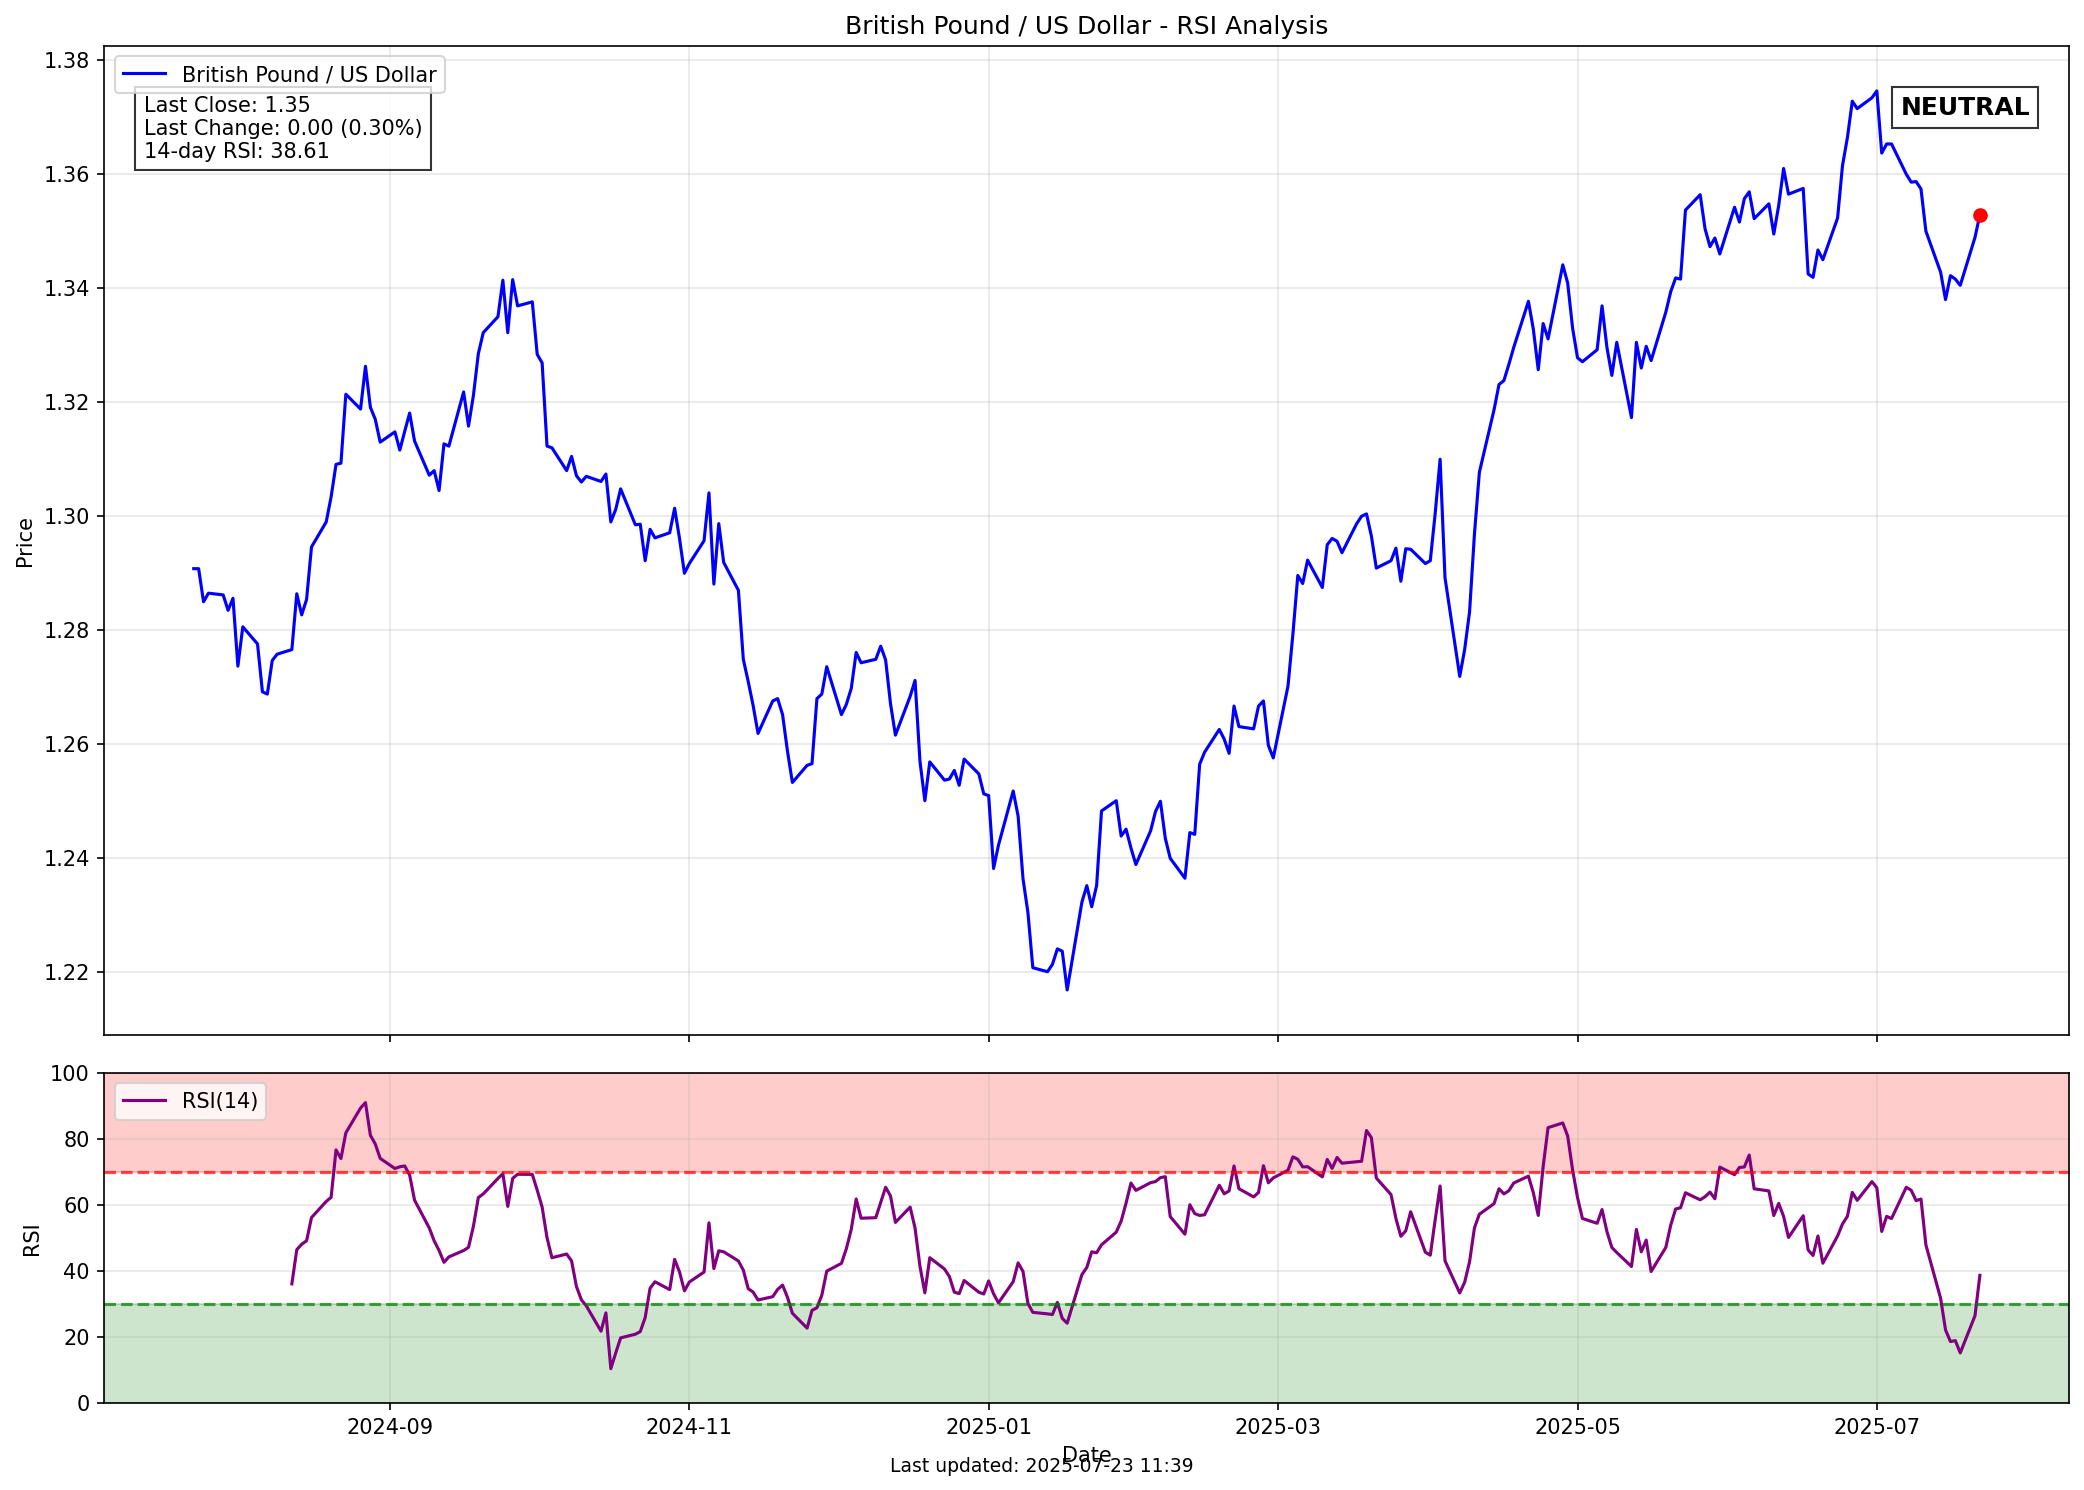 British Pound / US Dollar - RSI Analysis
British Pound / US Dollar
Last Close: 1.35
Last Change: 0.00 (0.30%)
14-day RSI: 38.61
NEUTRAL
Price
1.38
1.36
1.34
1.32
1.30
1.28
1.26
1.24
1.22
RSI(14)
RSI
100
80
60
40
20
0
2024-09
2024-11
2025-01
2025-03
2025-05
2025-07
Date
Last updated: 2025-07-23 11:39